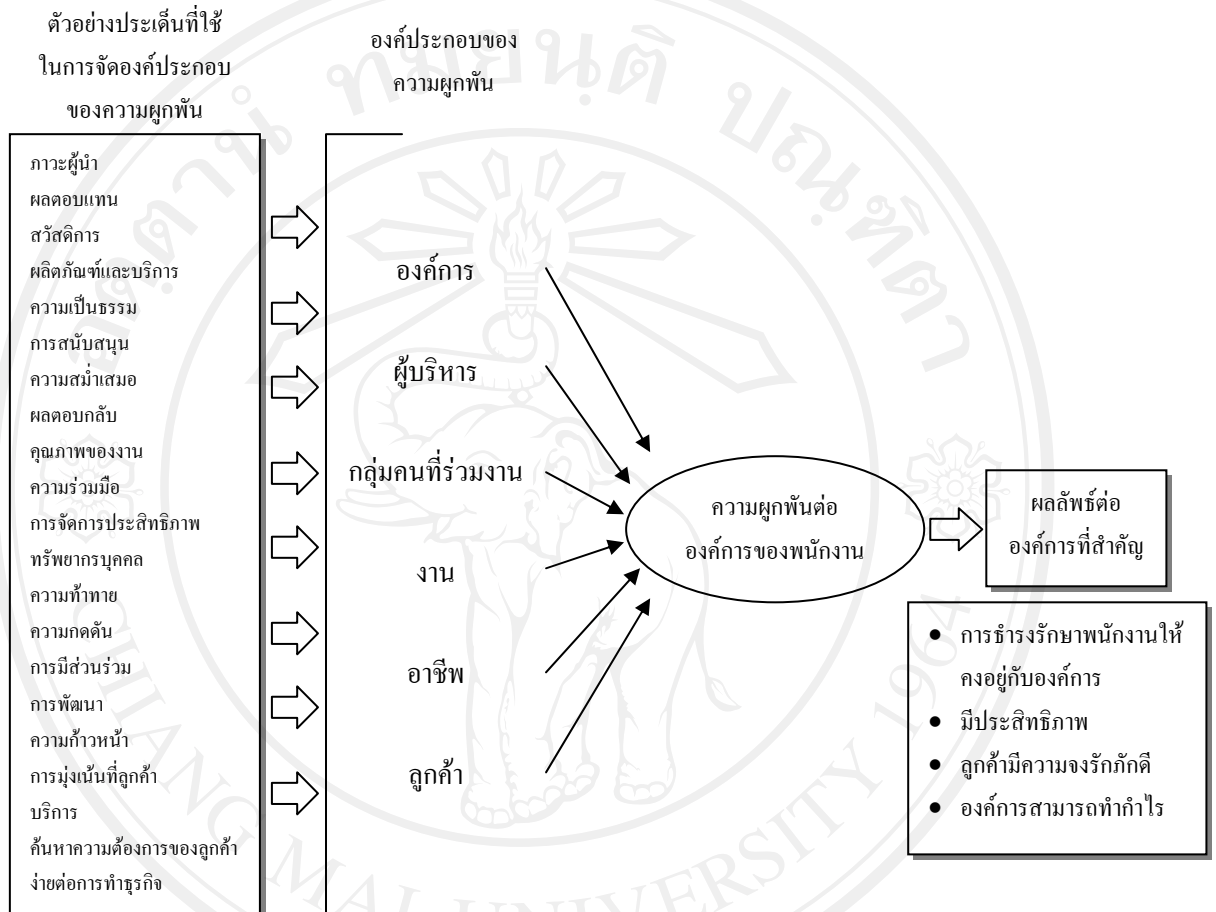 ตัวอย่างประเด็นที่ใช้
ในการจัดองค์ประกอบ
ของความผูกพัน
องค์ประกอบของ
ความผูกพัน
ภาวะผู้นำ
ผลตอบแทน
สวัสดิการ
ผลิตภัณฑ์และบริการ
ความเป็นธรรม
การสนับสนุน
ความสม่ำเสมอ
ผลตอบกลับ
คุณภาพของงาน
ความร่วมมือ
การจัดการประสิทธิภาพ
ทรัพยากรบุคคล
ความท้าทาย
ความกดดัน
การมีส่วนร่วม
การพัฒนา
ความก้าวหน้า
การมุ่งเน้นที่ลูกค้า
บริการ
ค้นหาความต้องการของลูกค้า
ง่ายต่อการทำธุรกิจ
องค์การ
ผู้บริหาร
กลุ่มคนที่ร่วมงาน
งาน
อาชีพ
ลูกค้า
ความผูกพันต่อ
องค์การของพนักงาน
ผลลัพธ์ต่อ
องค์การที่สำคัญ
• การธำรงรักษาพนักงานให้
คงอยู่กับองค์การ
• มีประสิทธิภาพ
• ลูกค้ามีความจงรักภักดี
• องค์การสามารถทำกำไร
อตฺตานํ ทมยนฺติ ปณฺฑิตา
CHIANG MAI UNIVERSITY 1964